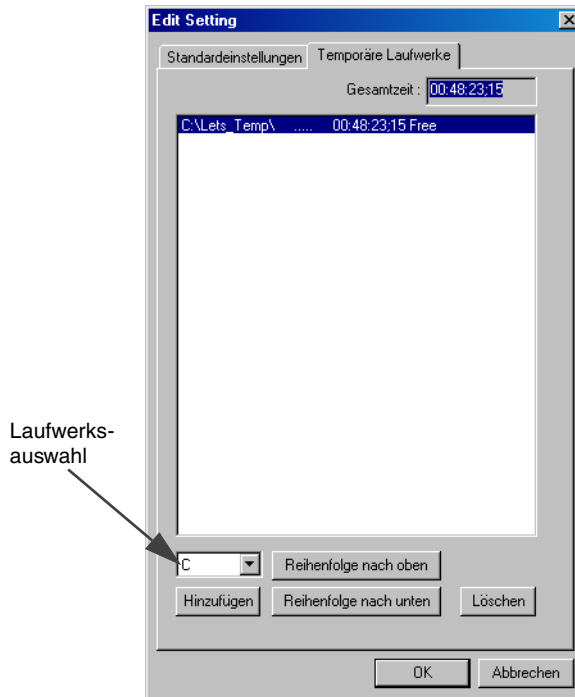 Edit Setting
Standardeinstellungen Temporäre Laufwerke
Gesamtzeit : 00:48:23;15
C:\Lets_Temp\ ..... 00:48:23;15 Free
Laufwerks-
auswahl
C Reihenfolge nach oben
Hinzufügen Reihenfolge nach unten Löschen
OK Abbrechen